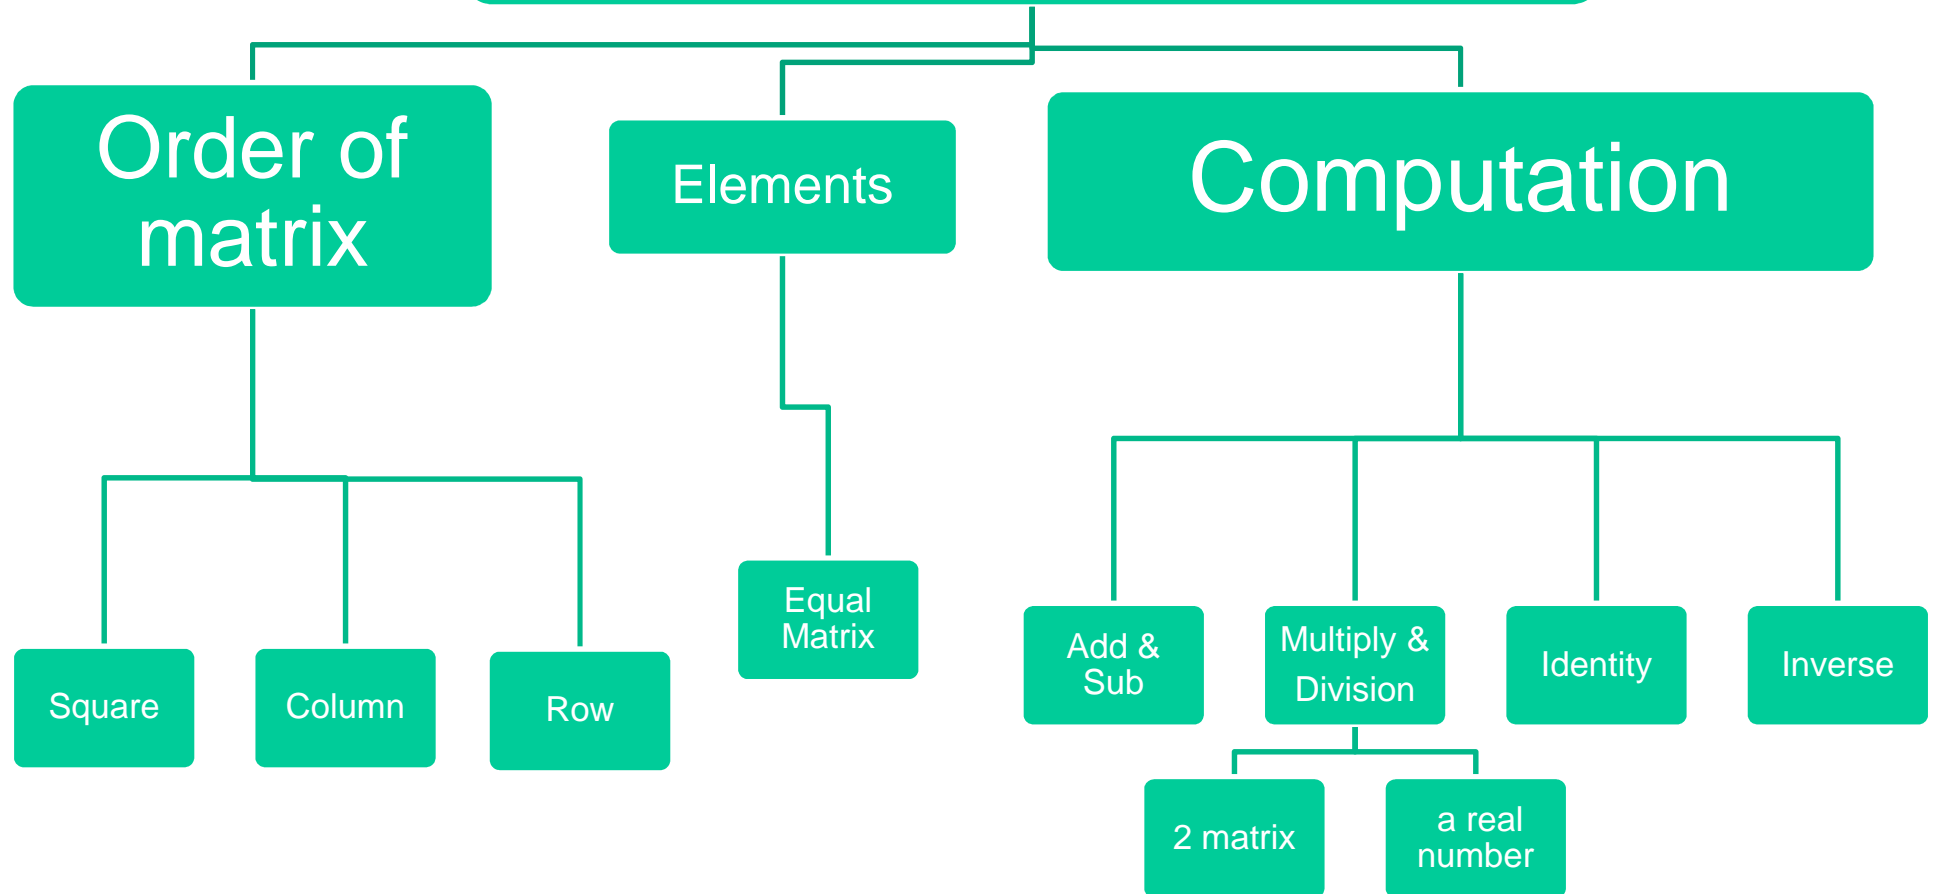 Order of
matrix
Elements
Computation
Square
Column
Row
Equal
Matrix
Add &
Sub
Multiply &
Division
Identity
Inverse
2 matrix
a real
number